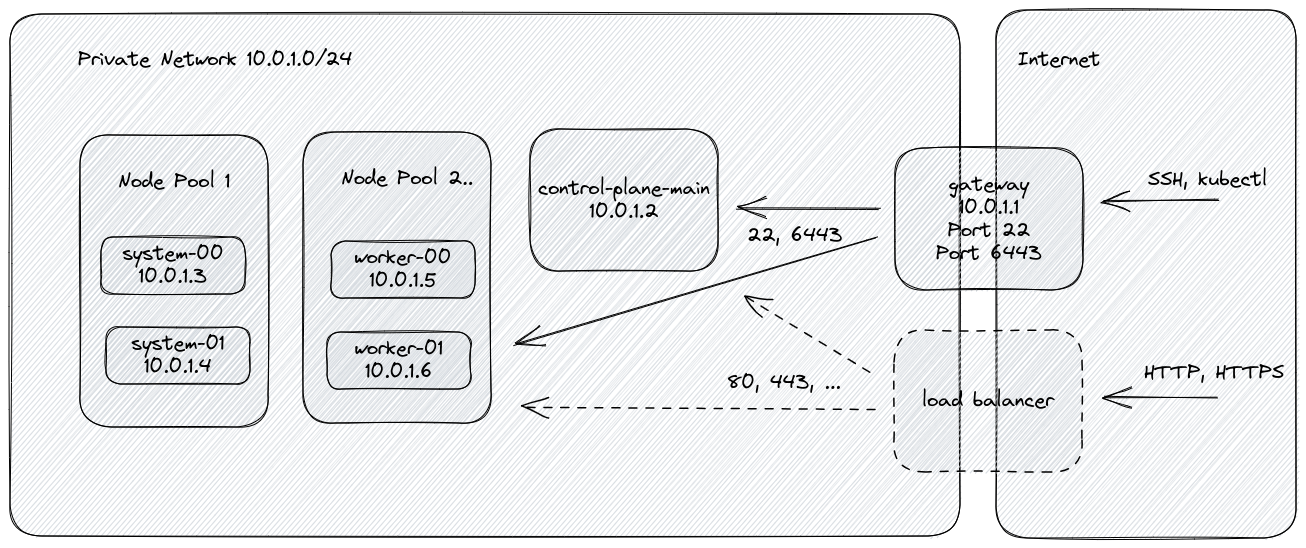 Private Network 10.0.1.0/24
Internet
Node Pool 1
system-00
10.0.1.3
system-01
10.0.1.4
Node Pool 2..
worker-00
10.0.1.5
worker-01
10.0.1.6
control-plane-main
10.0.1.2
22, 6443
80, 443, ...
gateway
10.0.1.1
Port 22
Port 6443
load balancer
SSH, kubectl
HTTP, HTTPS